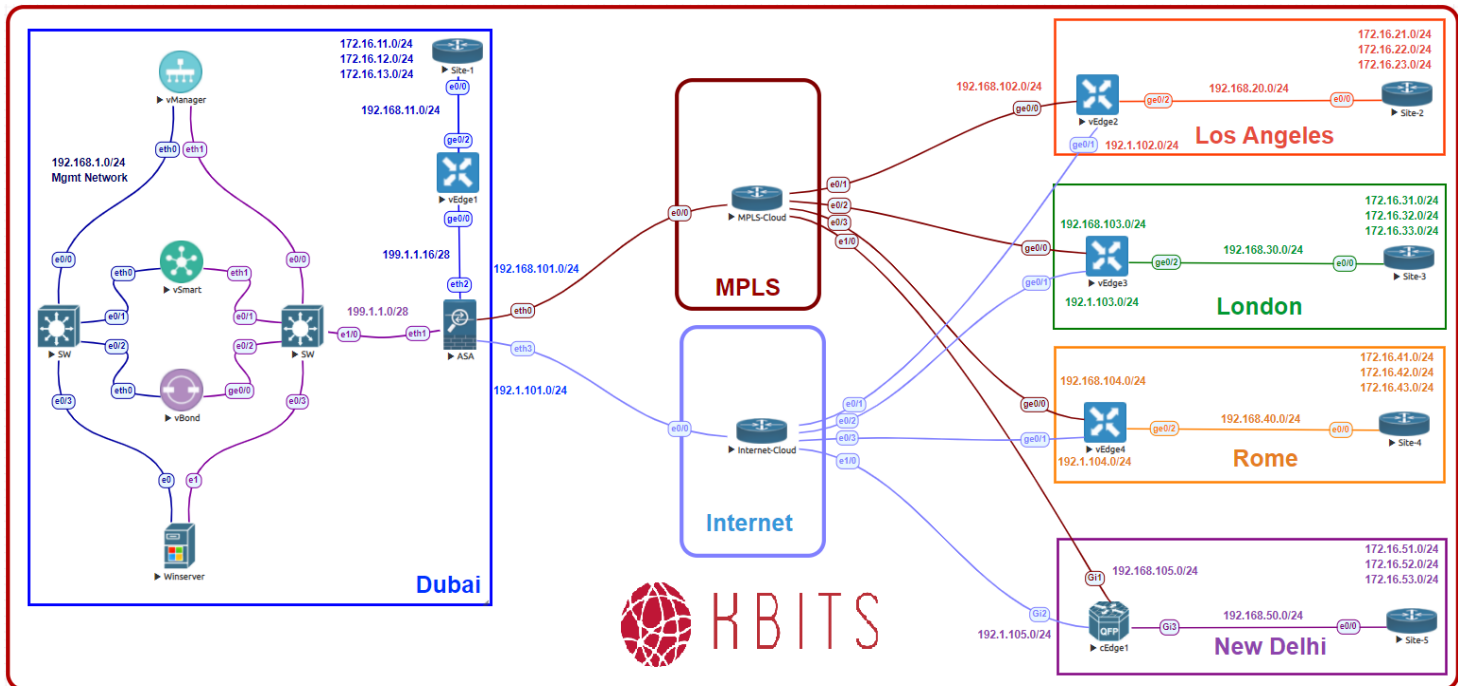 172.16.11.0/24
172.16.12.0/24
172.16.13.0/24
Site-1
e0/0
192.168.11.0/24
ge0/2
vEdge1
ge0/0
199.1.1.16/28
eth2
vManager
eth0
eth1
192.168.1.0/24
Mgmt Network
e0/0
e0/0
eth0
vSmart
eth1
e0/1
e0/1
SW
SW
e0/2
e0/2
eth0
vBond
ge0/0
e0/3
e0/3
199.1.1.0/28
e1/0
eth1
ASA
eth0
eth3
192.168.101.0/24
192.1.101.0/24
e0
e1
Winserver
Dubai
e0/0
MPLS-Cloud
e0/1
e0/2
e0/3
e1/0
MPLS
e0/0
Internet-Cloud
e0/1
e0/2
e0/3
e1/0
Internet
KBITS
192.168.102.0/24
ge0/0
vEdge2
ge0/1
192.1.102.0/24
ge0/2
192.168.20.0/24
e0/0
Site-2
172.16.21.0/24
172.16.22.0/24
172.16.23.0/24
Los Angeles
192.168.103.0/24
ge0/0
vEdge3
ge0/1
192.1.103.0/24
ge0/2
192.168.30.0/24
e0/0
Site-3
172.16.31.0/24
172.16.32.0/24
172.16.33.0/24
London
192.168.104.0/24
ge0/0
vEdge4
ge0/1
192.1.104.0/24
ge0/2
192.168.40.0/24
e0/0
Site-4
172.16.41.0/24
172.16.42.0/24
172.16.43.0/24
Rome
Gi1
192.168.105.0/24
Gi2
192.1.105.0/24
QFP
cEdge1
Gi3
192.168.50.0/24
e0/0
Site-5
172.16.51.0/24
172.16.52.0/24
172.16.53.0/24
New Delhi